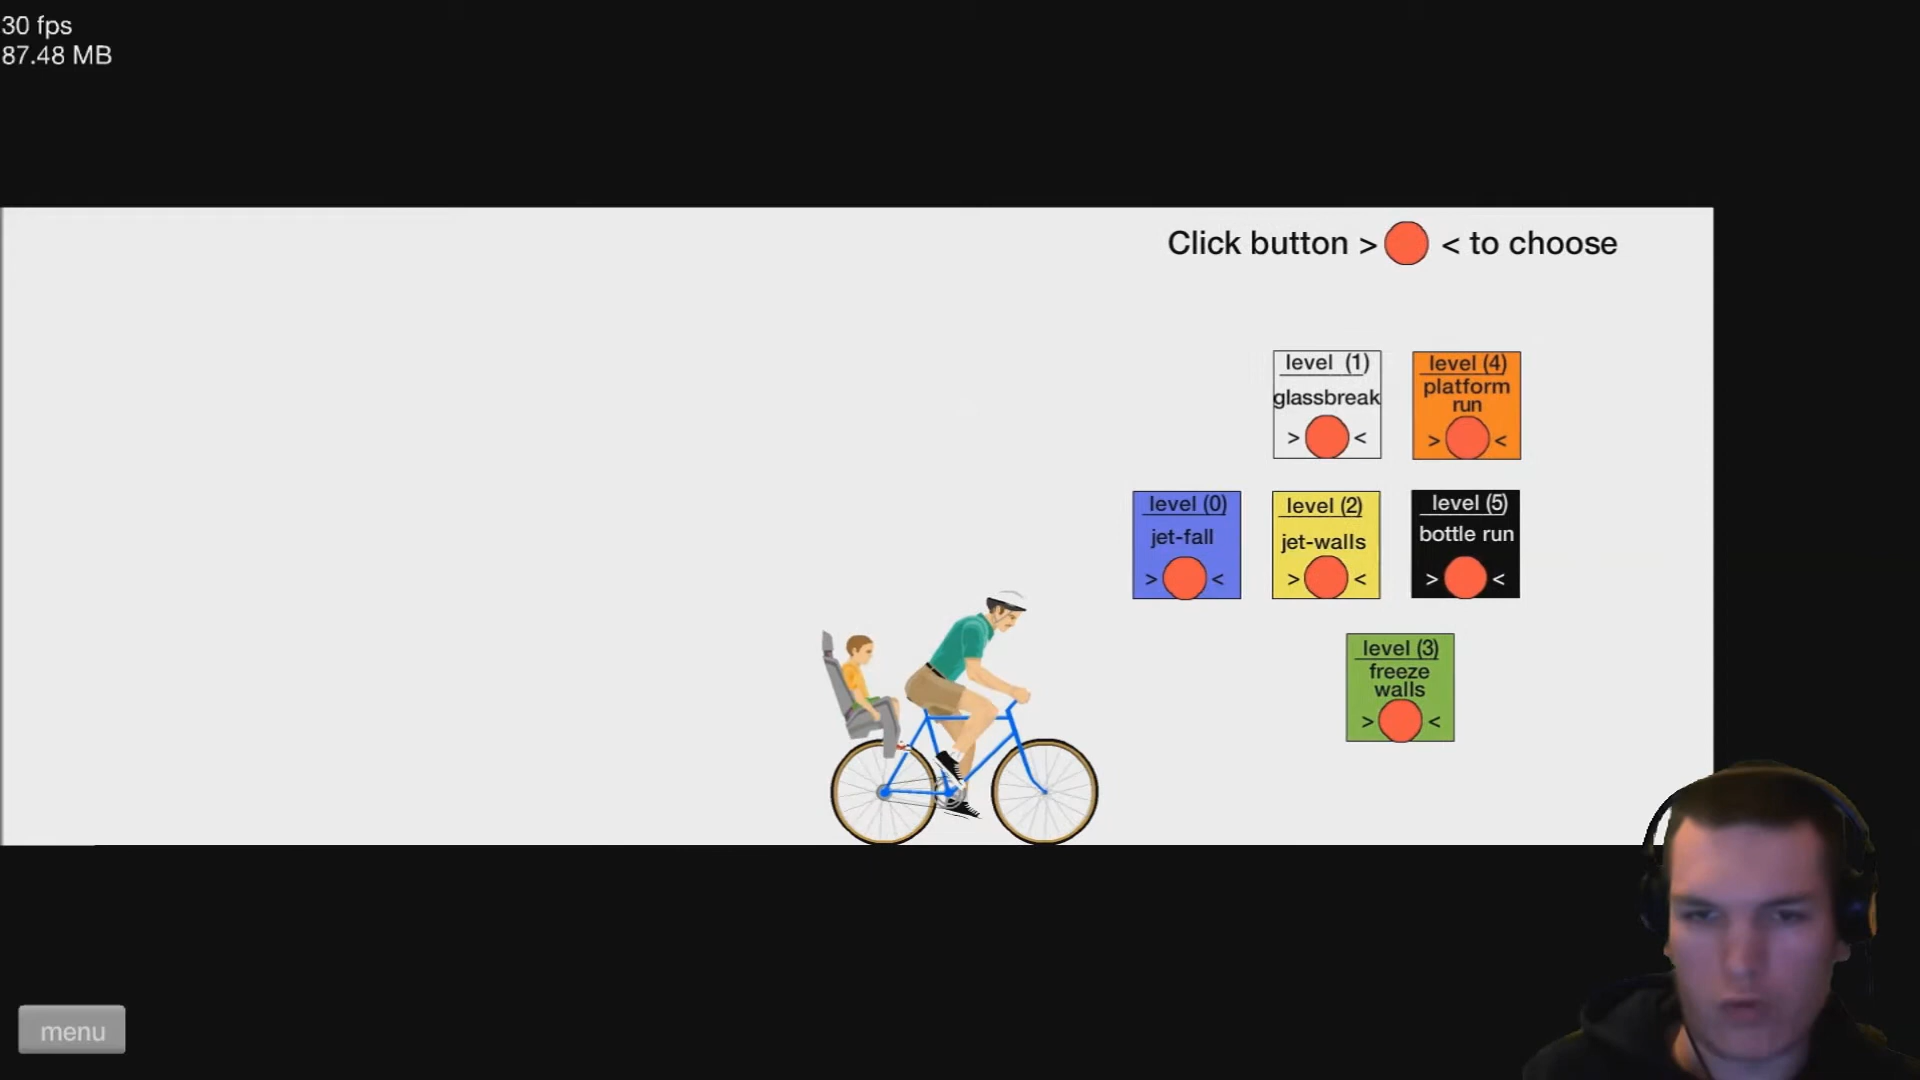 30 fps
87.48 MB
Click button > < to choose
level (1)
glassbreak
> <
level (4)
platform
run
> <
level (0)
jet-fall
> <
level (2)
jet-walls
> <
level (5)
bottle run
> <
level (3)
freeze
walls
> <
menu